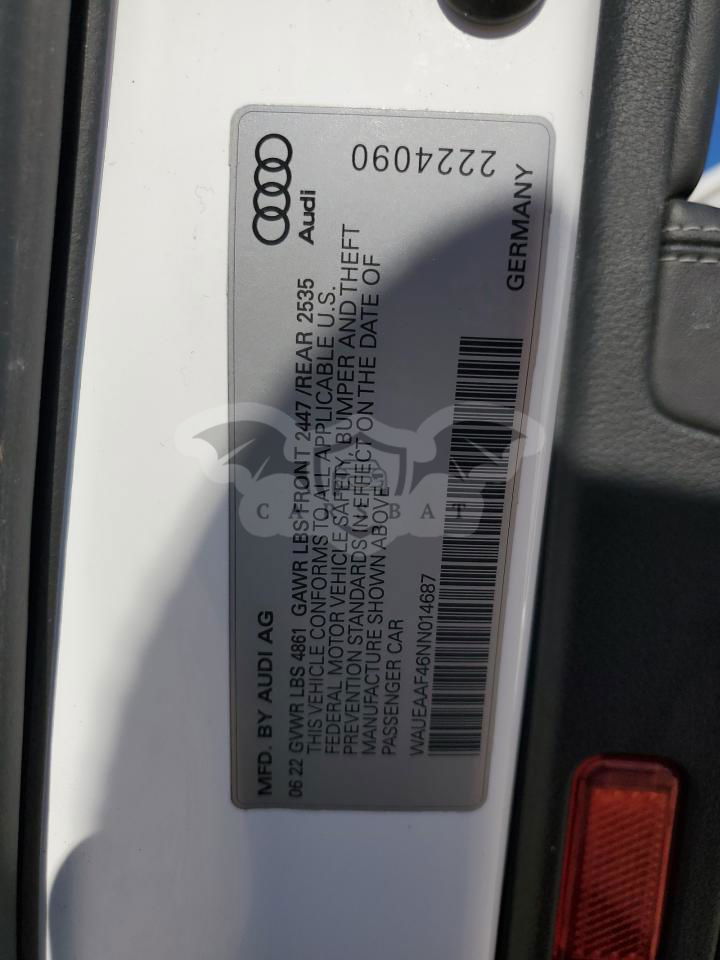 Audi
2224090
MFD. BY AUDI AG
GERMANY
06 22 GVWR LBS 4861 GAWR LBS FRONT 2447 /REAR 2535
THIS VEHICLE CONFORMS TO ALL APPLICABLE U.S.
FEDERAL MOTOR VEHICLE SAFETY, BUMPER AND THEFT
PREVENTION STANDARDS IN EFFECT ON THE DATE OF
MANUFACTURE SHOWN ABOVE
PASSENGER CAR
WAUEAAF46NN014687
CARSBAT